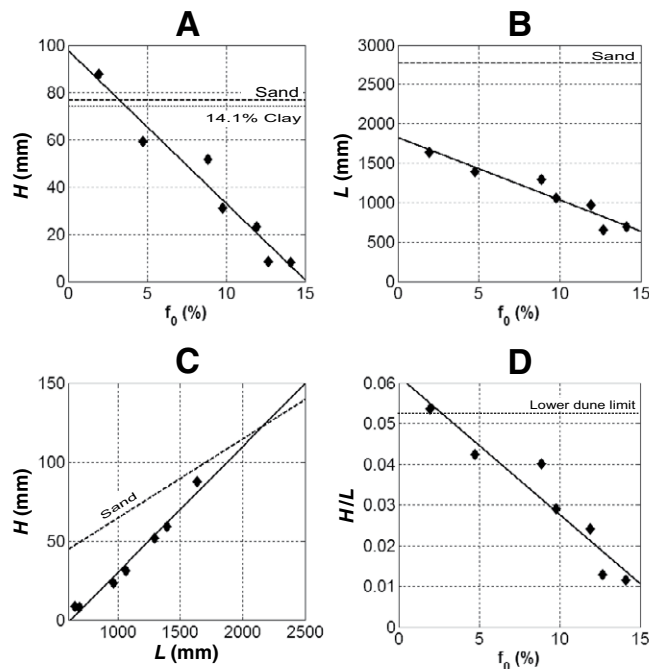 A
100
80
60
40
20
0
H (mm)
Sand
14.1% Clay
0 5 10 15
f0 (%)
B
3000
2500
2000
1500
1000
500
0
L (mm)
Sand
0 5 10 15
f0 (%)
C
150
100
50
0
H (mm)
Sand
1000 1500 2000 2500
L (mm)
D
0.06
0.05
0.04
0.03
0.02
0.01
0
H/L
Lower dune limit
0 5 10 15
f0 (%)